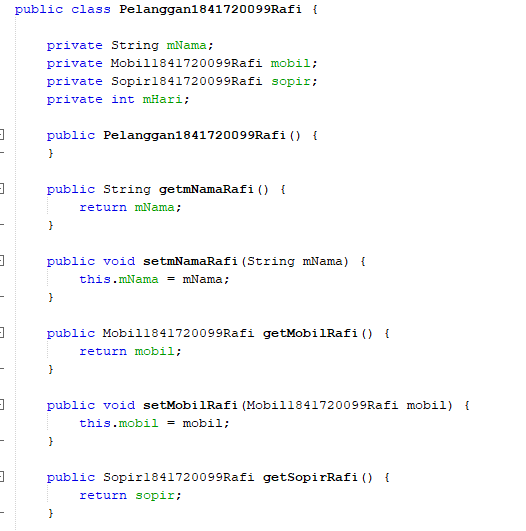 public class Pelanggan1841720099Rafi {
private String mNama;
private Mobil1841720099Rafi mobil;
private Sopir1841720099Rafi sopir;
private int mHari;
public Pelanggan1841720099Rafi() {
}
public String getmNamaRafi() {
return mNama;
}
public void setmNamaRafi(String mNama) {
this.mNama = mNama;
}
public Mobil1841720099Rafi getMobilRafi() {
return mobil;
}
public void setMobilRafi(Mobil1841720099Rafi mobil) {
this.mobil = mobil;
}
public Sopir1841720099Rafi getSopirRafi() {
return sopir;
}